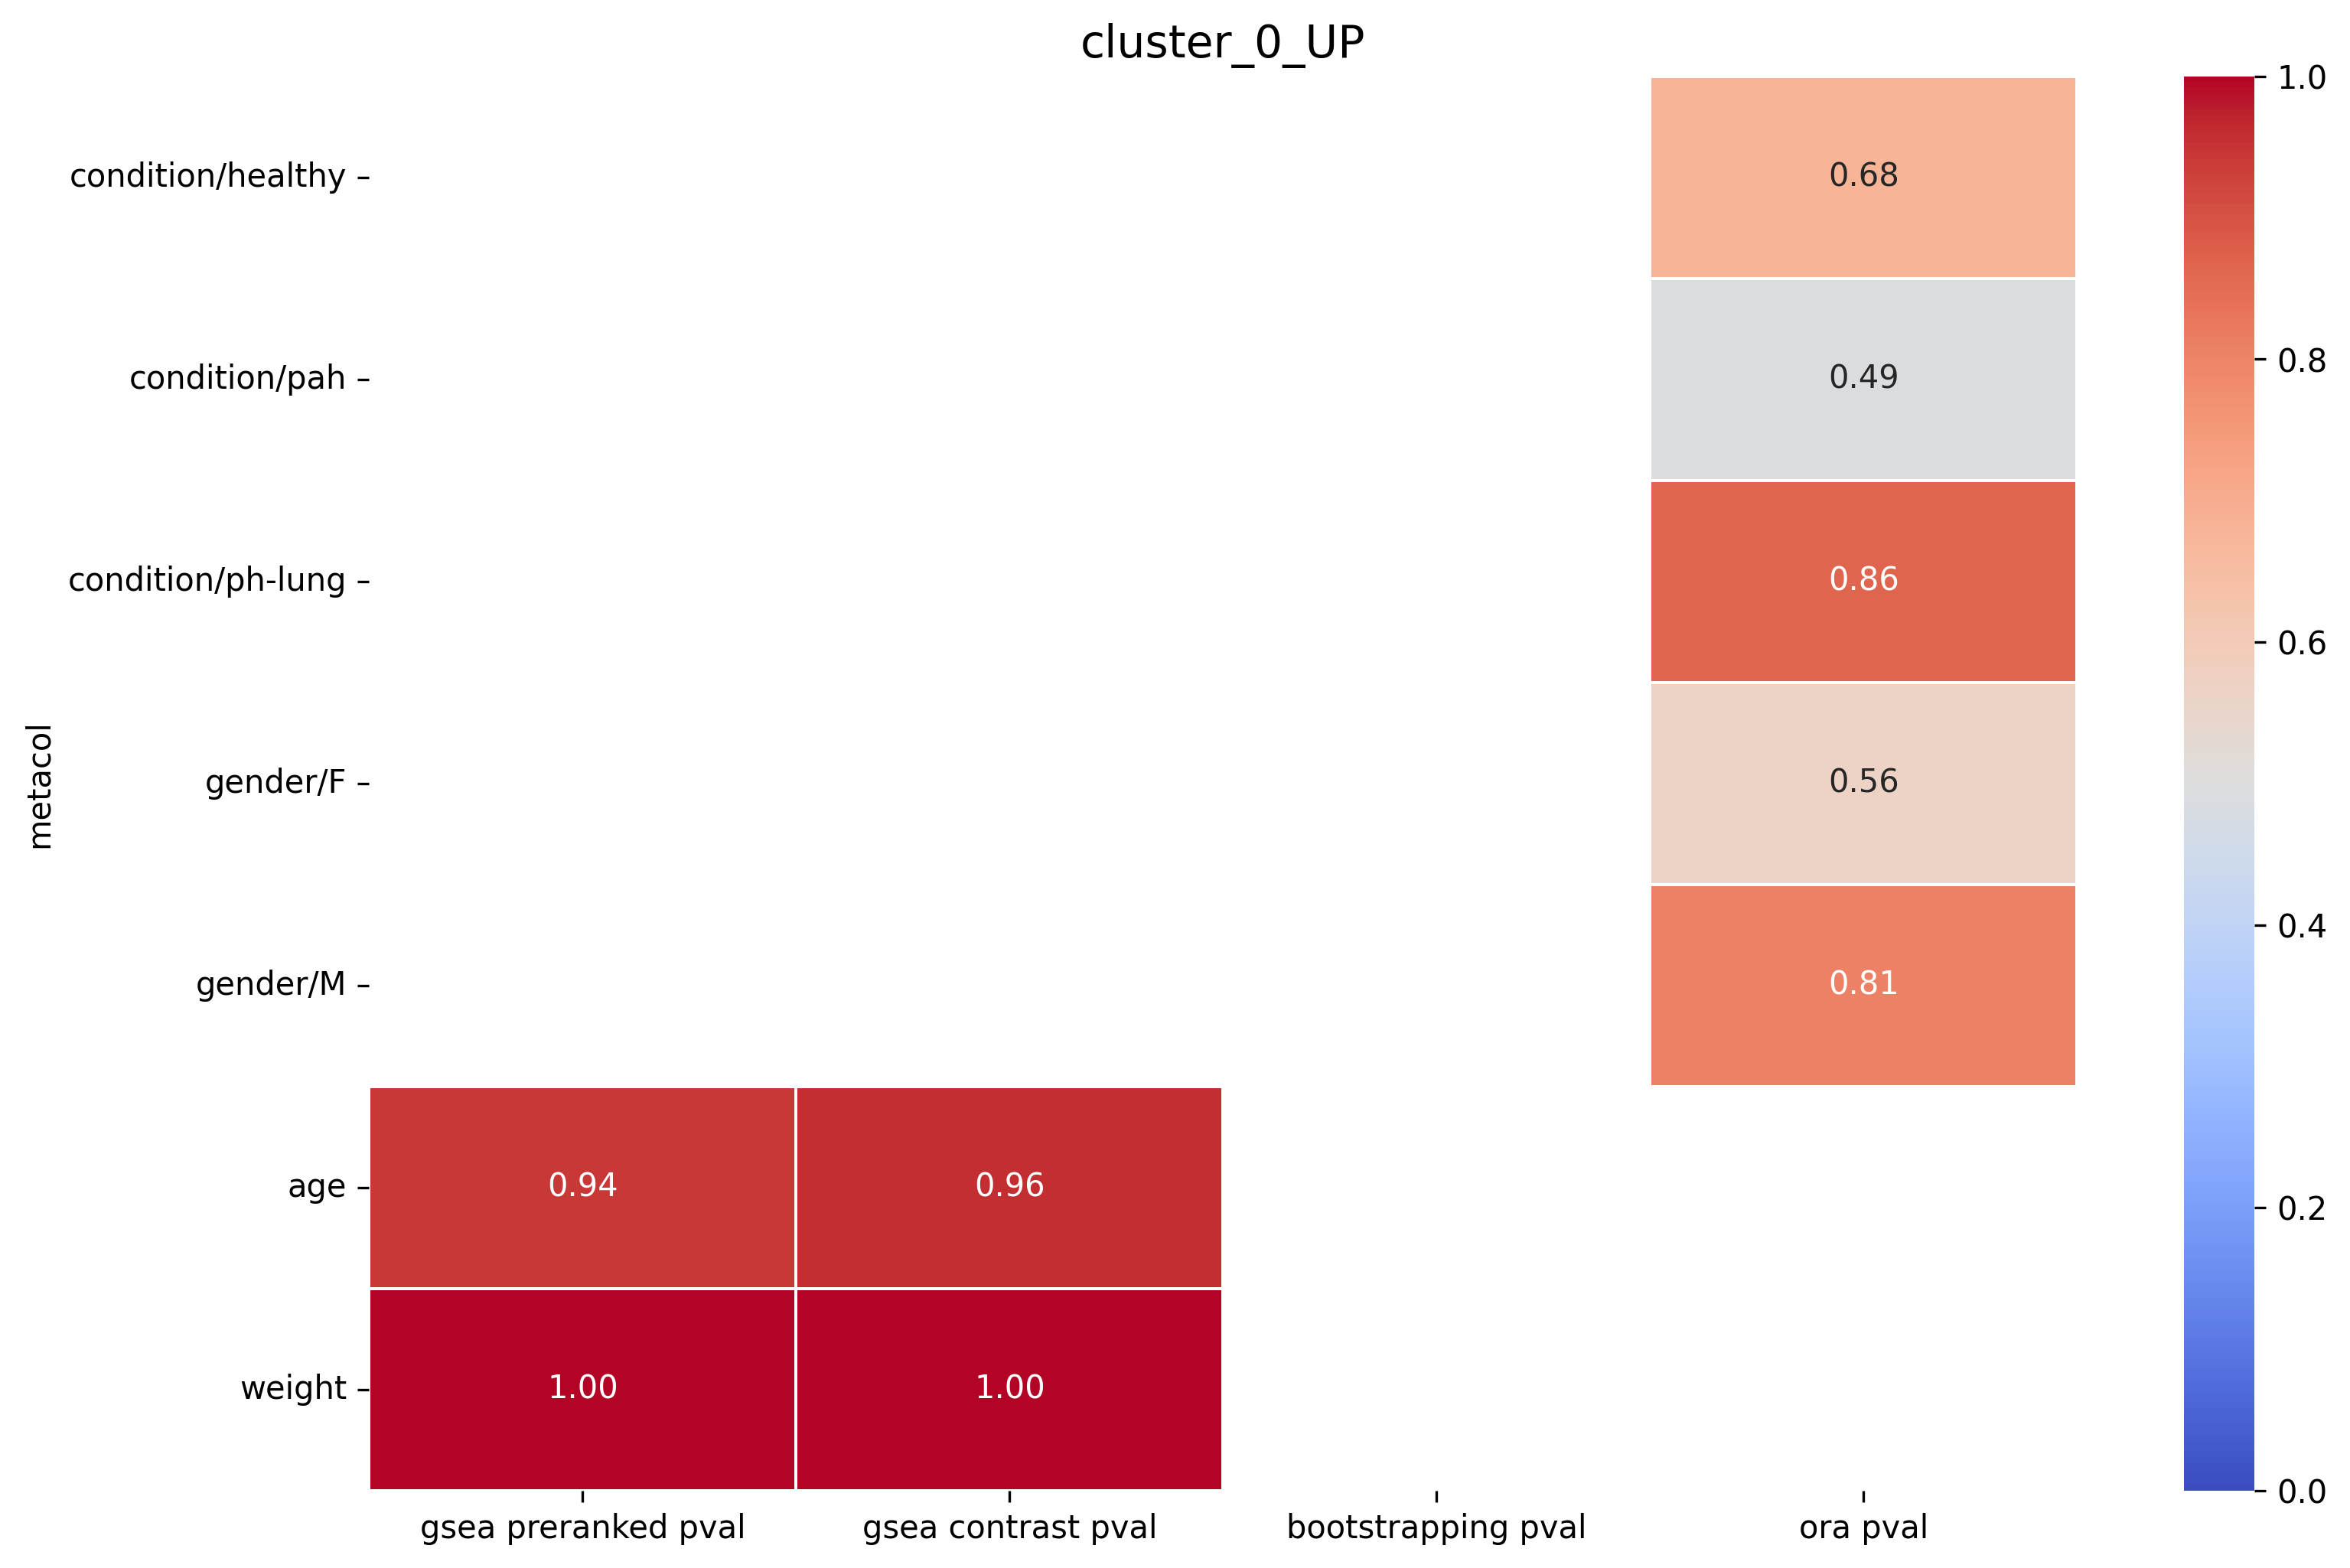 cluster_0_UP
condition/healthy
0.68
condition/pah
0.49
condition/ph-lung
0.86
gender/F
0.56
gender/M
0.81
age
0.94
0.96
weight
1.00
1.00
metacol
gsea preranked pval
gsea contrast pval
bootstrapping pval
ora pval
1.0
0.8
0.6
0.4
0.2
0.0